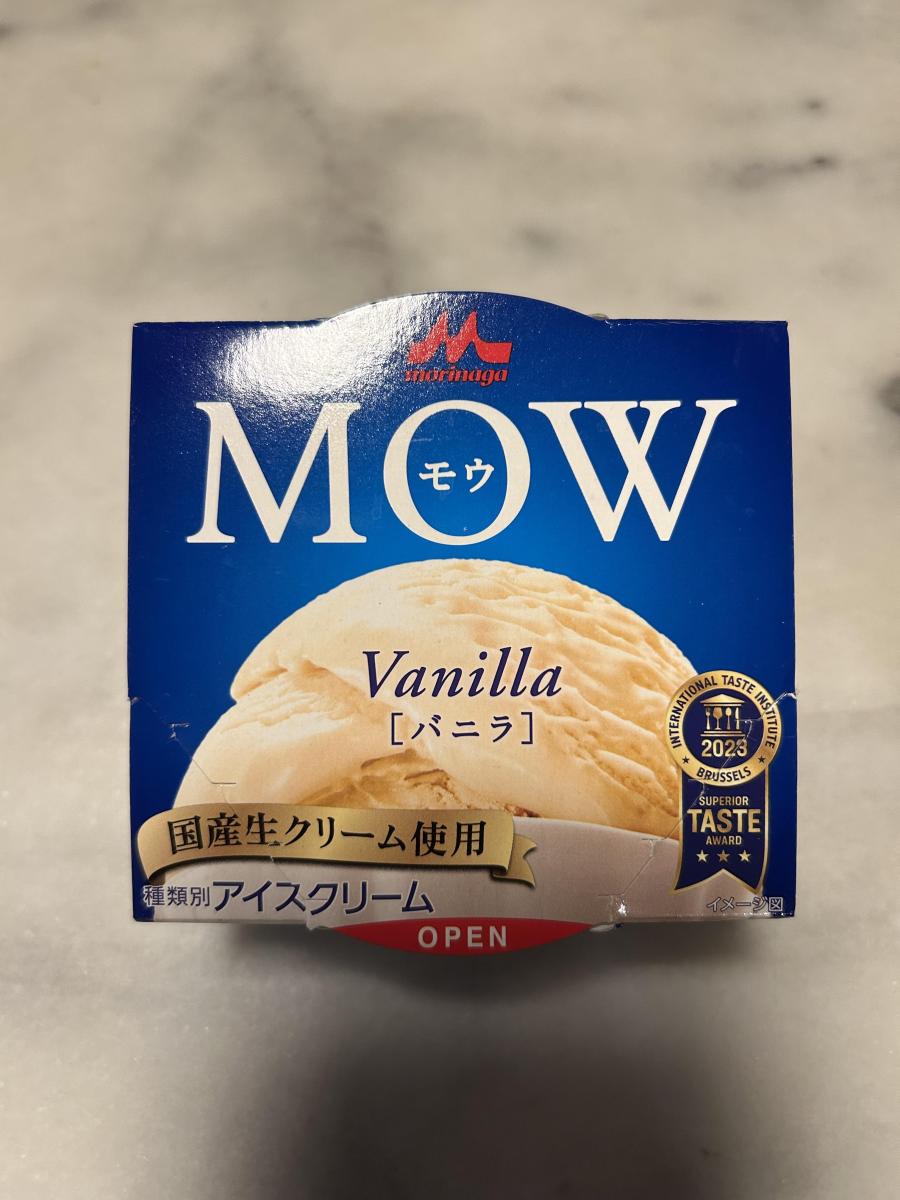 morinaga
MOW
モウ
Vanilla
[バニラ]
INTERNATIONAL TASTE INSTITUTE
2023
BRUSSELS
SUPERIOR
TASTE
AWARD
国産生クリーム使用
種類別アイスクリーム
イメージ図
OPEN